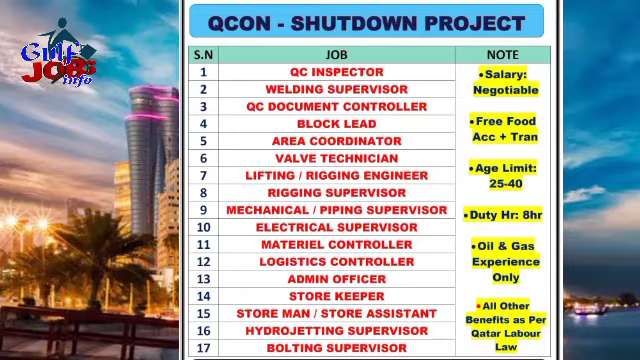 Gulf
JOBs
info
QCON - SHUTDOWN PROJECT
S.N JOB NOTE
1 QC INSPECTOR
2 WELDING SUPERVISOR
3 QC DOCUMENT CONTROLLER
4 BLOCK LEAD
5 AREA COORDINATOR
6 VALVE TECHNICIAN
7 LIFTING / RIGGING ENGINEER
8 RIGGING SUPERVISOR
9 MECHANICAL / PIPING SUPERVISOR
10 ELECTRICAL SUPERVISOR
11 MATERIEL CONTROLLER
12 LOGISTICS CONTROLLER
13 ADMIN OFFICER
14 STORE KEEPER
15 STORE MAN / STORE ASSISTANT
16 HYDROJETTING SUPERVISOR
17 BOLTING SUPERVISOR
•Salary:
Negotiable
•Free Food
Acc + Tran
•Age Limit:
25-40
•Duty Hr: 8hr
•Oil & Gas
Experience
Only
•All Other
Benefits as Per
Qatar Labour
Law